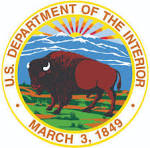 U.S. DEPARTMENT OF THE INTERIOR
MARCH 3, 1849